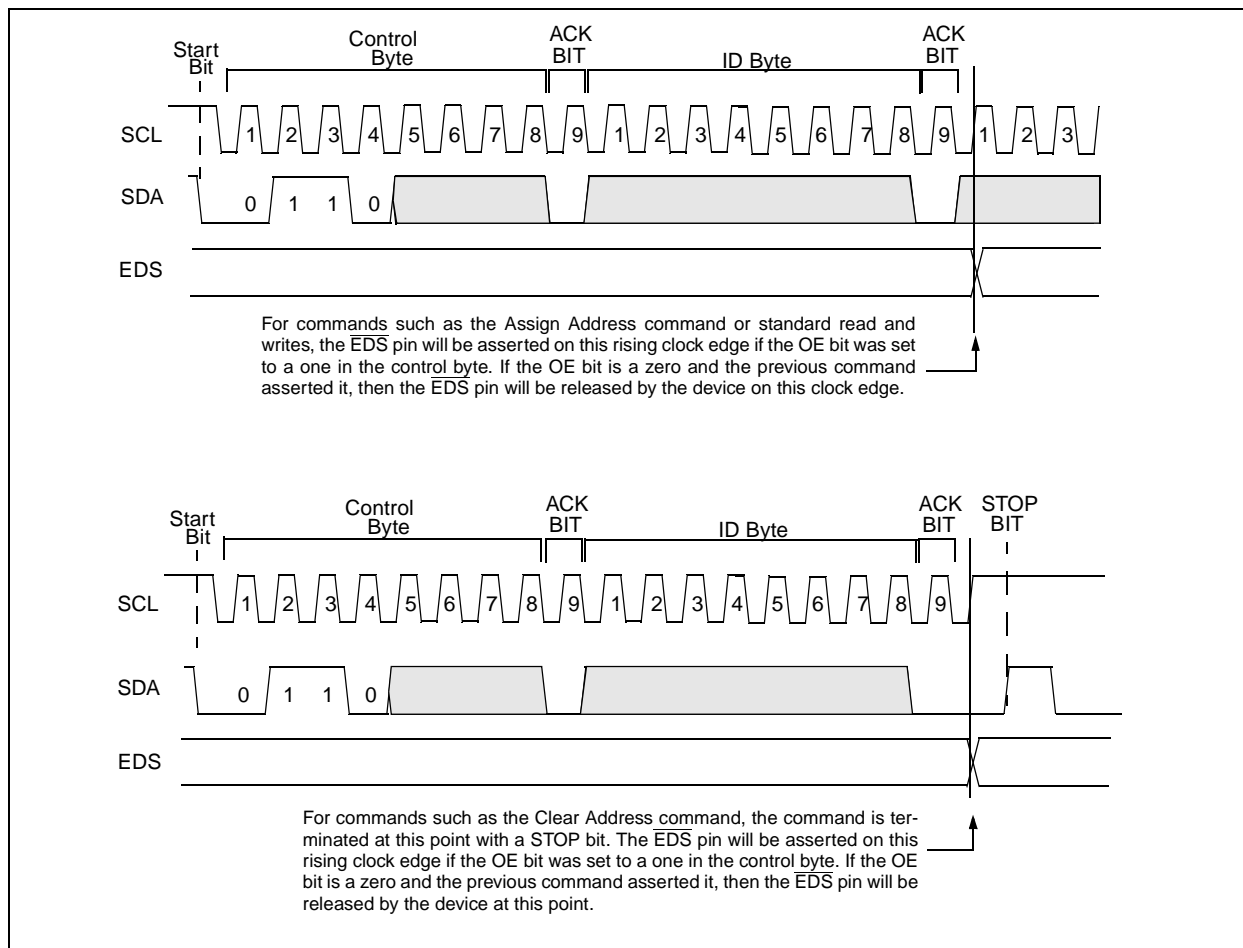 Start
Bit
Control
Byte
ACK
BIT
ID Byte
ACK
BIT
SCL
1 2 3 4 5 6 7 8 9 1 2 3 4 5 6 7 8 9 1 2 3
SDA
0 1 1 0
EDS
For commands such as the Assign Address command or standard read and
writes, the EDS pin will be asserted on this rising clock edge if the OE bit was set
to a one in the control byte. If the OE bit is a zero and the previous command
asserted it, then the EDS pin will be released by the device on this clock edge.
Start
Bit
Control
Byte
ACK
BIT
ID Byte
ACK
BIT
STOP
BIT
SCL
1 2 3 4 5 6 7 8 9 1 2 3 4 5 6 7 8 9
SDA
0 1 1 0
EDS
For commands such as the Clear Address command, the command is ter-
minated at this point with a STOP bit. The EDS pin will be asserted on this
rising clock edge if the OE bit was set to a one in the control byte. If the OE
bit is a zero and the previous command asserted it, then the EDS pin will be
released by the device at this point.